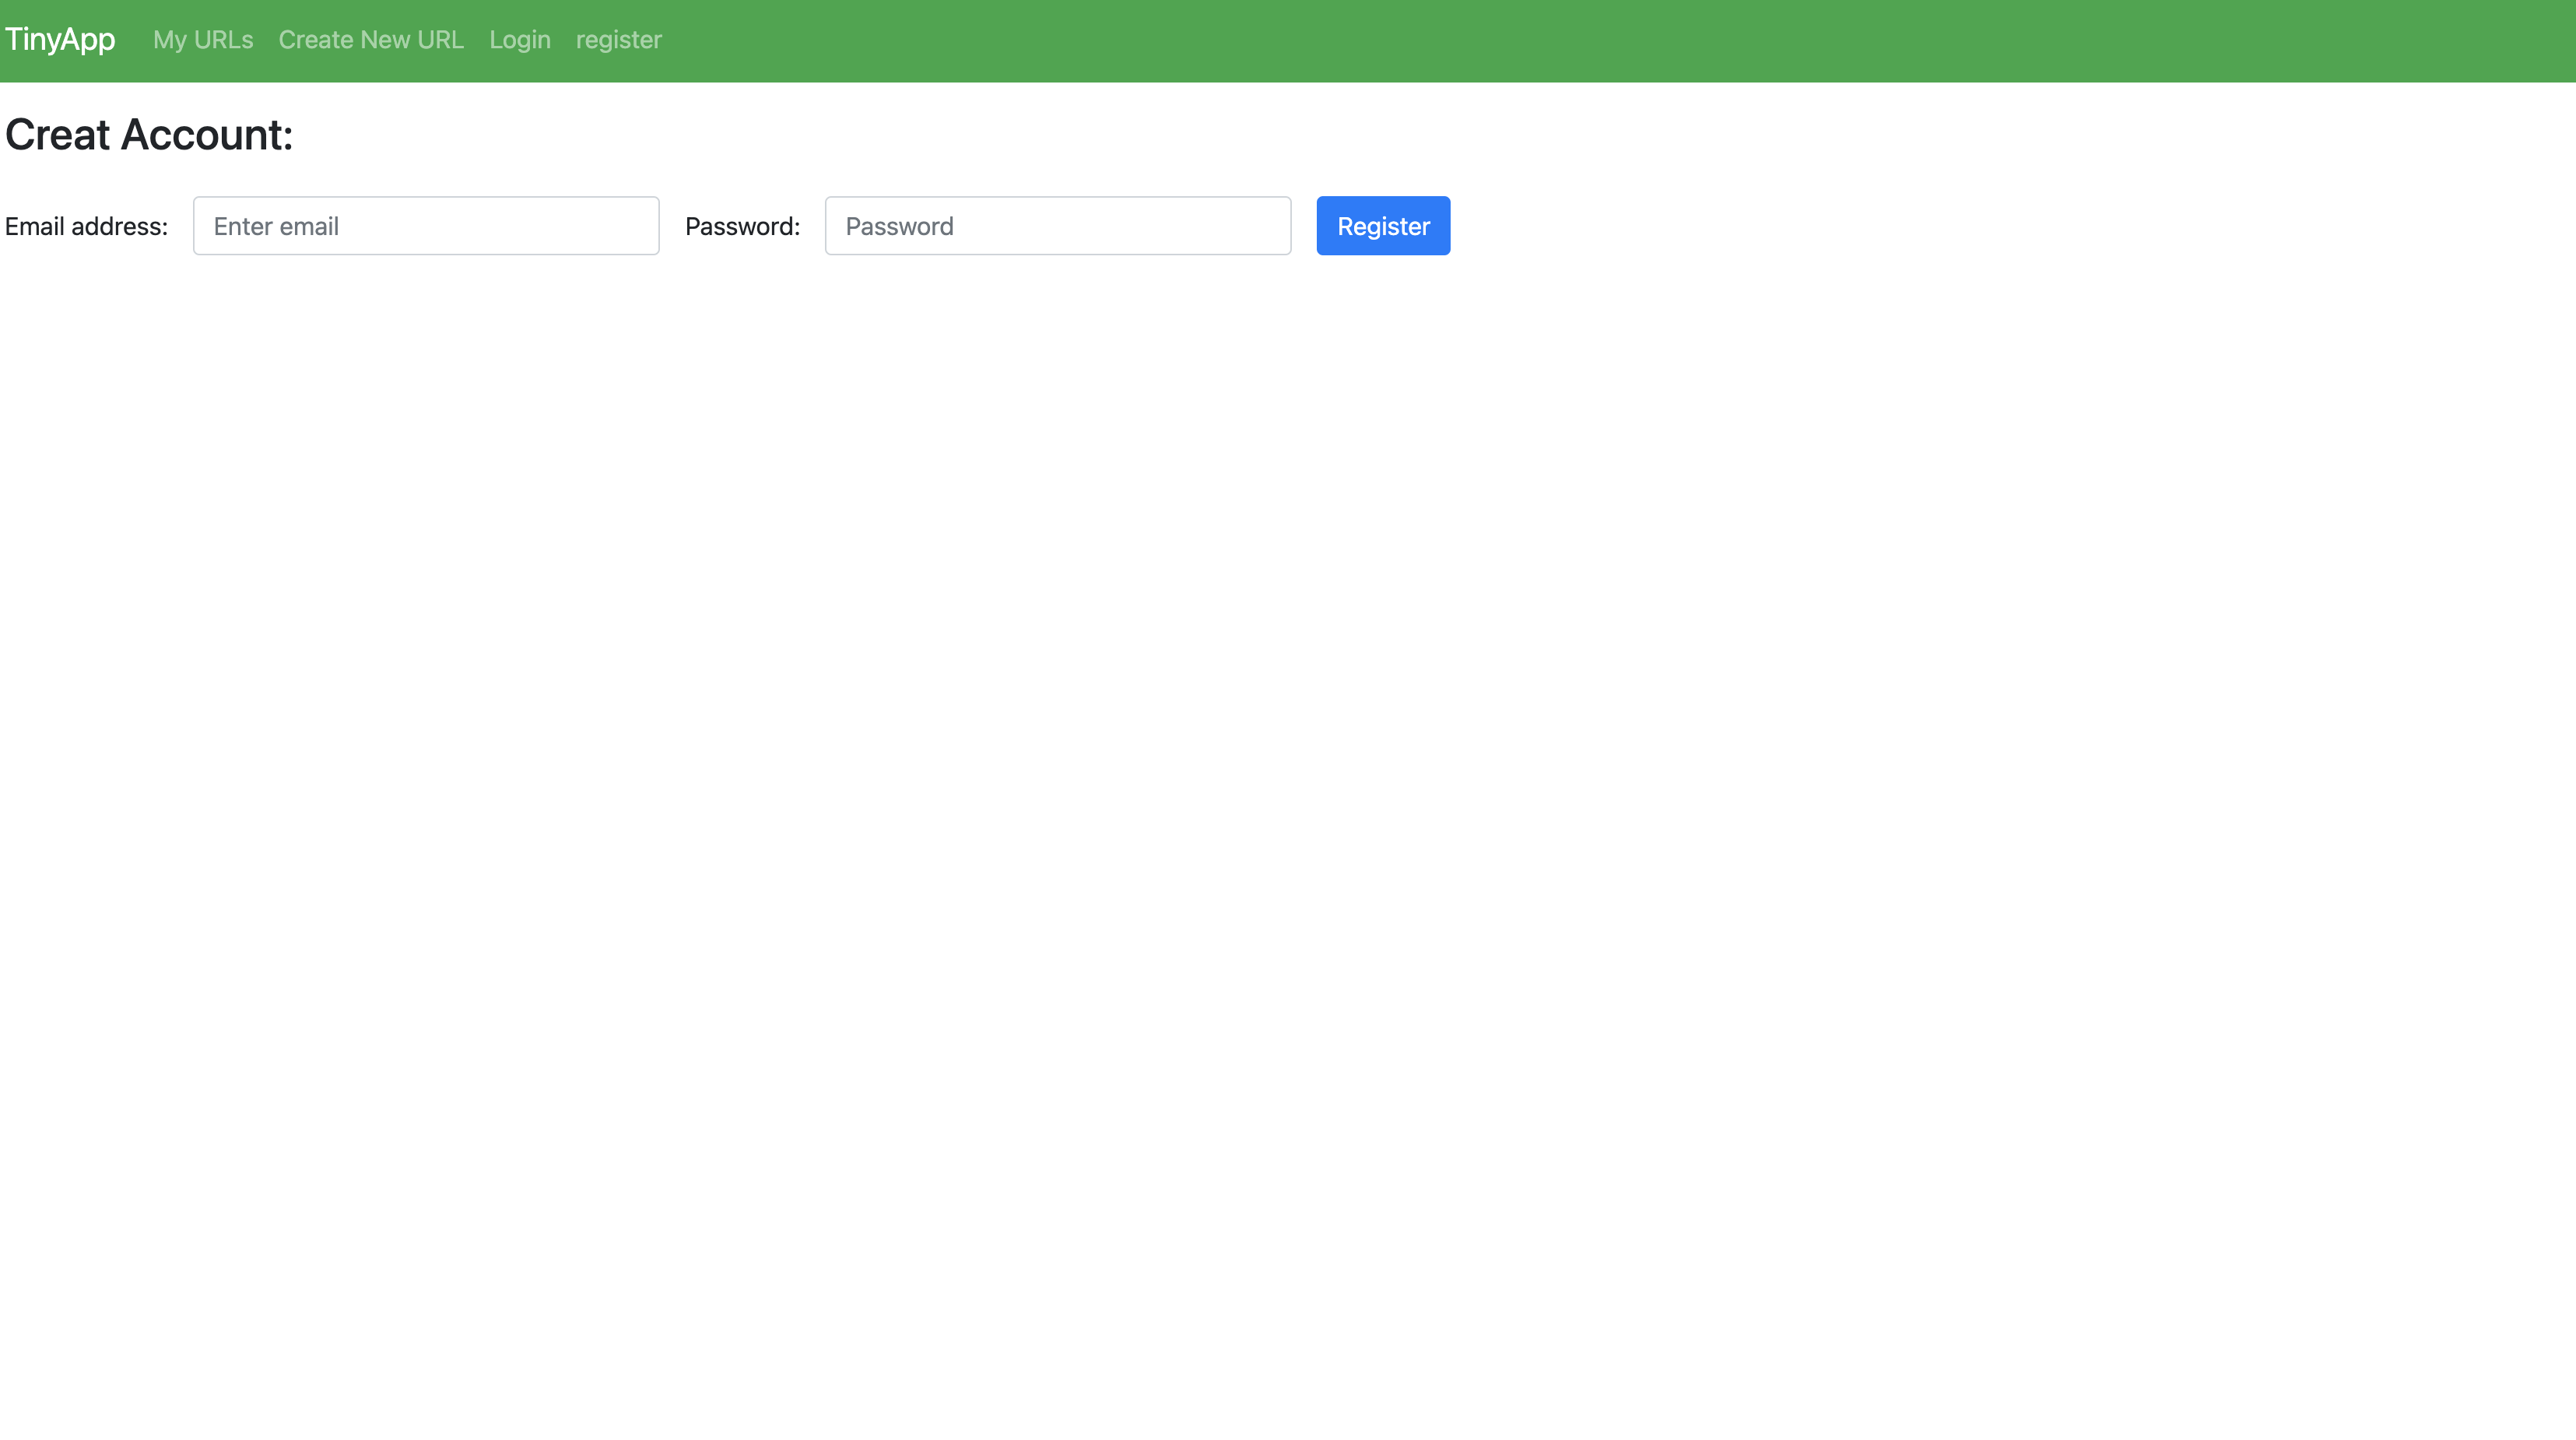 TinyApp My URLs Create New URL Login register
Creat Account:
Email address: Enter email Password: Password Register